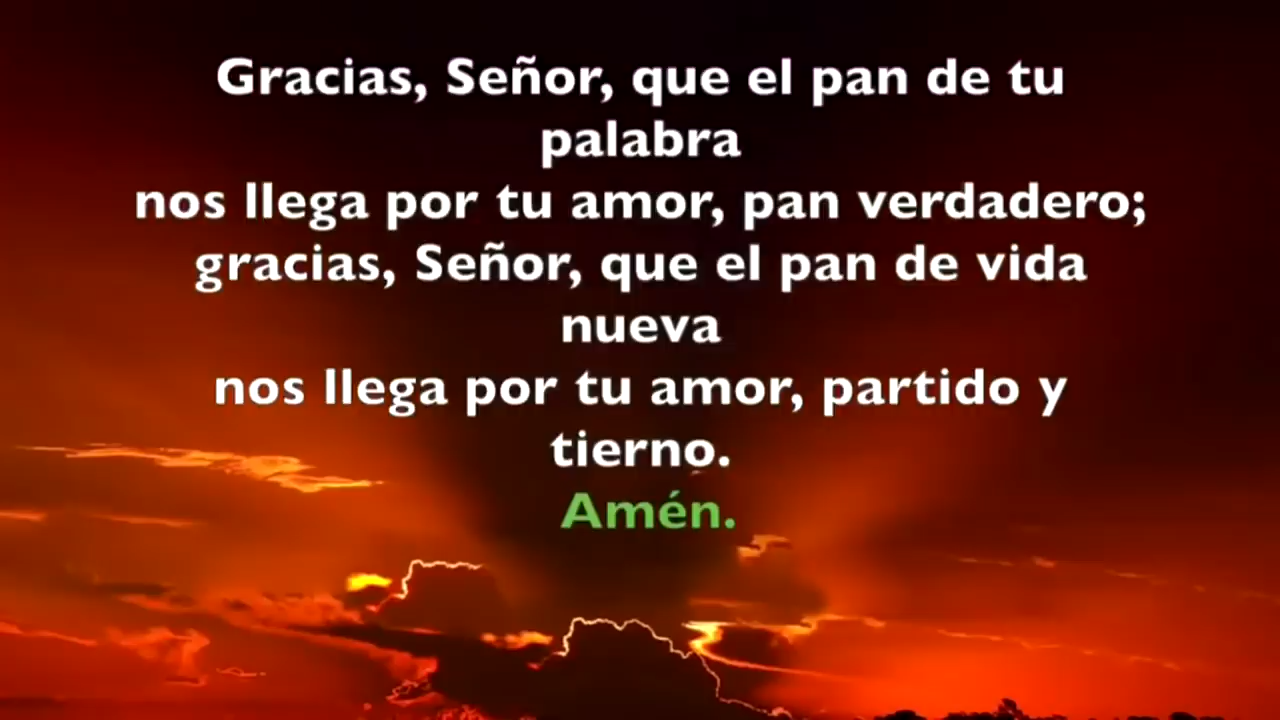 Gracias, Señor, que el pan de tu
palabra
nos llega por tu amor, pan verdadero;
gracias, Señor, que el pan de vida
nueva
nos llega por tu amor, partido y
tierno.
Amén.